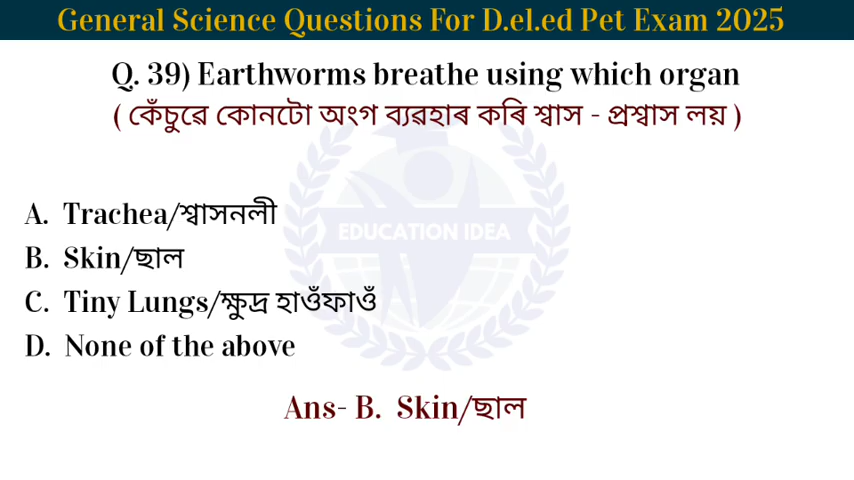 General Science Questions For D.el.ed Pet Exam 2025
Q. 39) Earthworms breathe using which organ
( কেঁচুৱে কোনটো অংগ ব্যৱহাৰ কৰি শ্বাস - প্ৰশ্বাস লয় )
A. Trachea/শ্বাসনলী
B. Skin/ছাল
EDUCATION IDEA
C. Tiny Lungs/ক্ষুদ্ৰ হাওঁফাওঁ
D. None of the above
Ans- B. Skin/ছাল